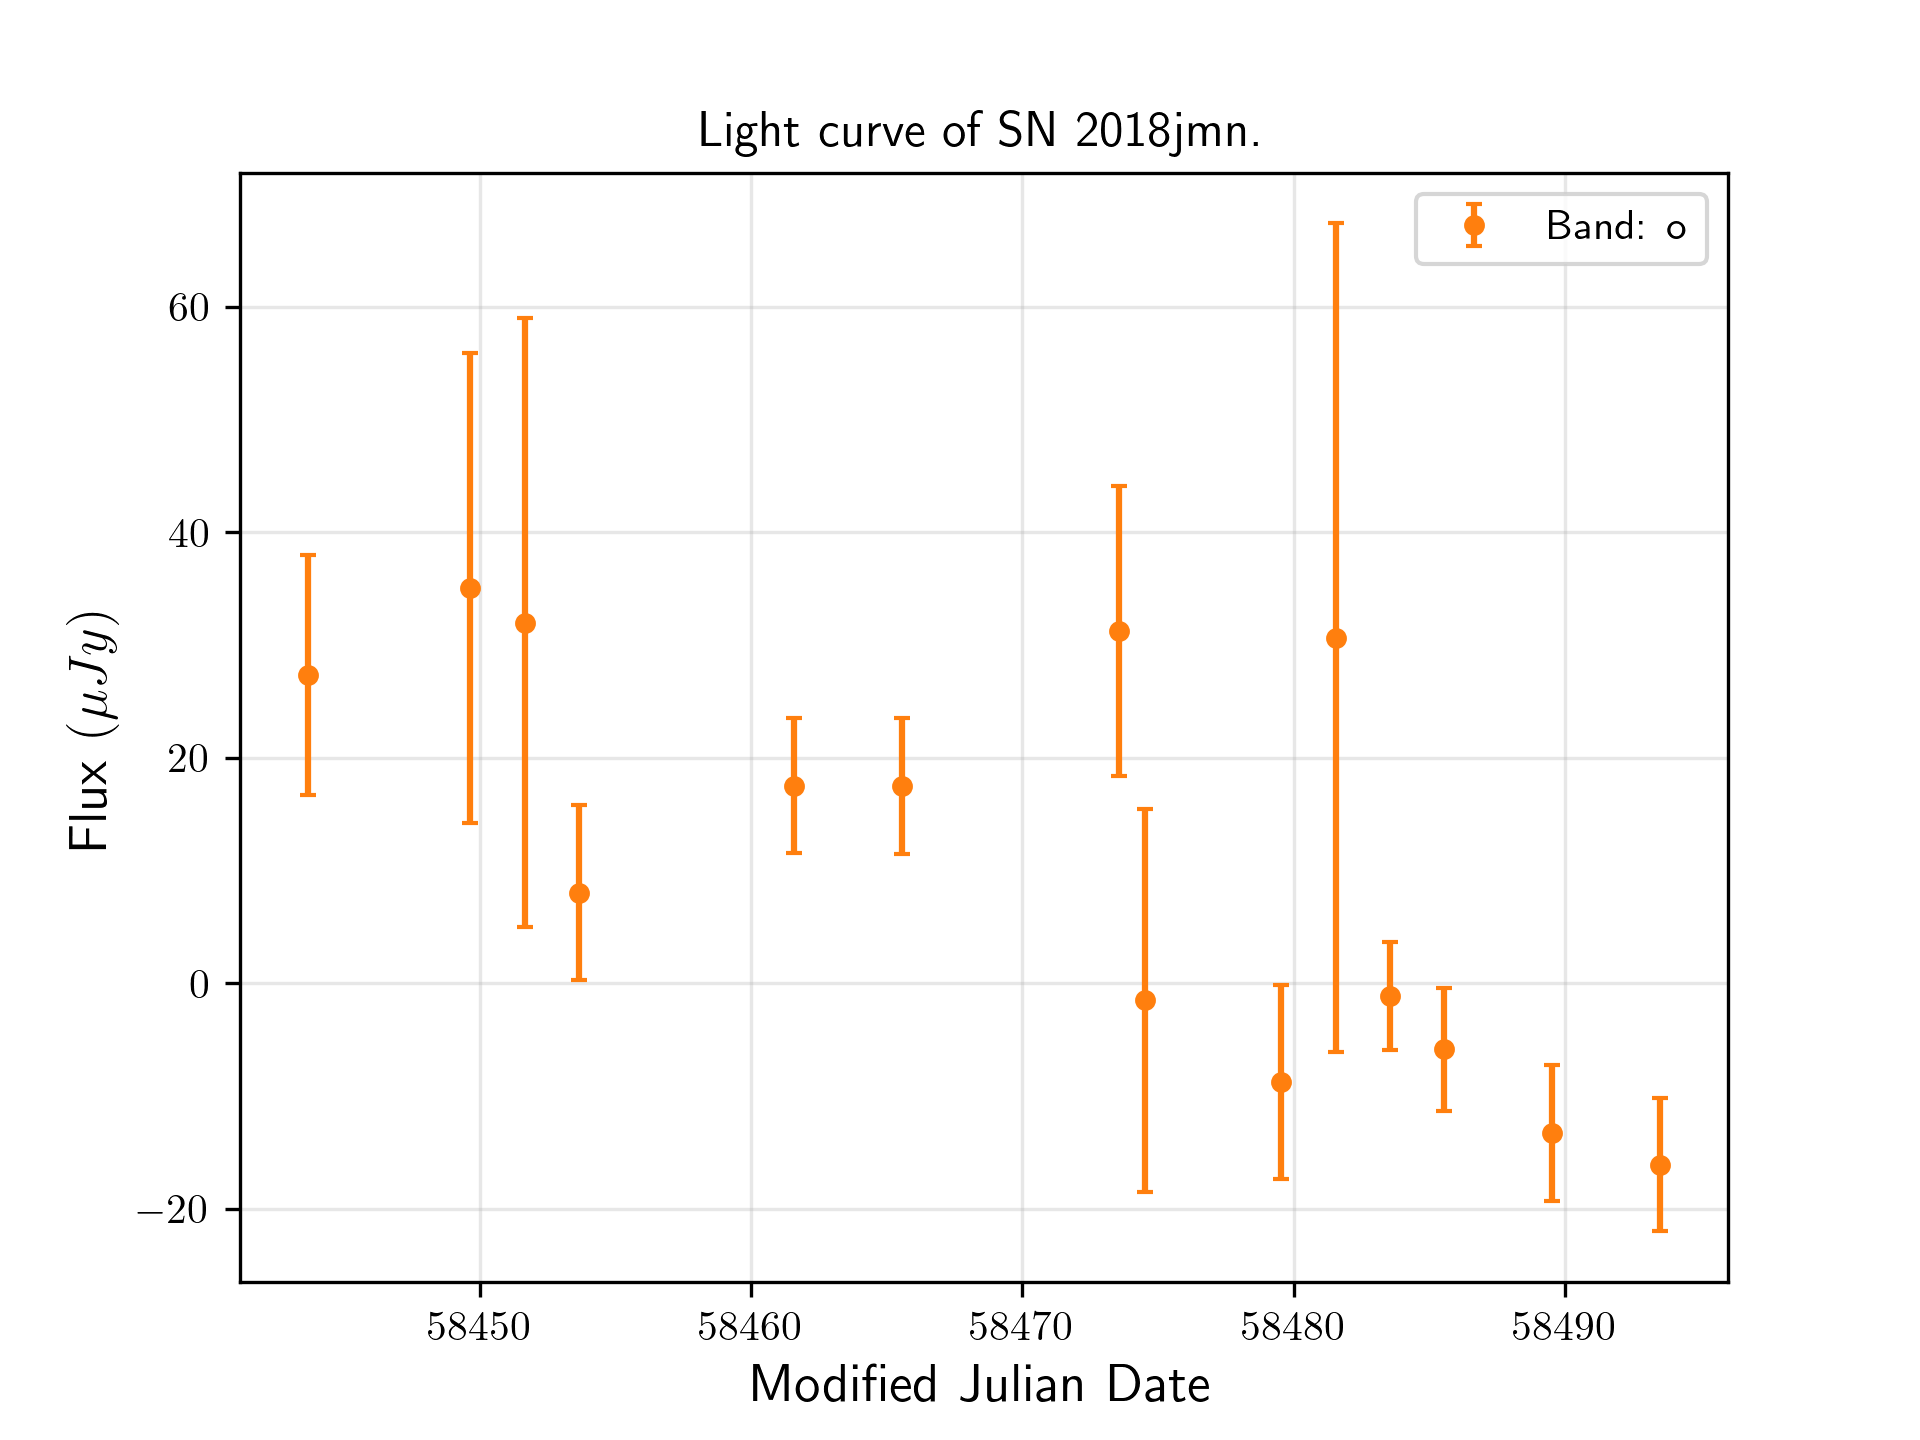 Light curve of SN 2018jmn.
Band: o
60
40
20
0
−20
Flux (μJy)
58450 58460 58470 58480 58490
Modified Julian Date